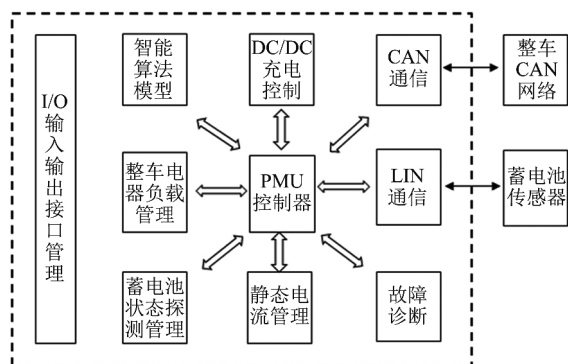 I/O
输
入
输
出
接
口
管
理
智能
算法
模型
DC/DC
充电
控制
CAN
通信
整车
CAN
网络
整车电
器负载
管理
PMU
控制器
LIN
通信
蓄电池
传感器
蓄电池
状态探
测管理
静态电
流管理
故障
诊断